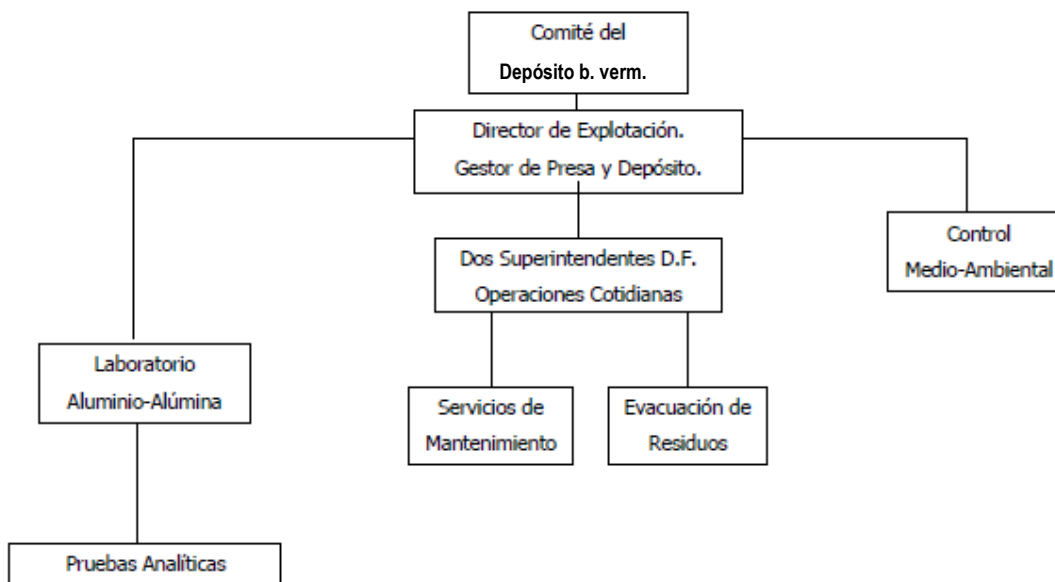 Comité del
Depósito b. verm.
Director de Explotación.
Gestor de Presa y Depósito.
Dos Superintendentes D.F.
Operaciones Cotidianas
Control
Medio-Ambiental
Laboratorio
Aluminio-Alúmina
Servicios de
Mantenimiento
Evacuación de
Residuos
Pruebas Analíticas